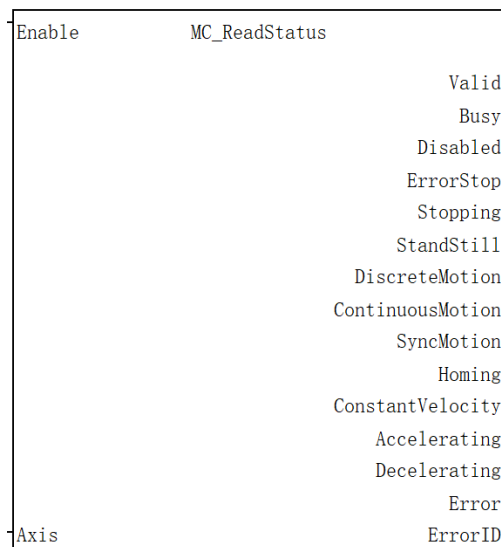 Enable MC_ReadStatus
Valid
Busy
Disabled
ErrorStop
Stopping
StandStill
DiscreteMotion
ContinuousMotion
SyncMotion
Homing
ConstantVelocity
Accelerating
Decelerating
Error
Axis ErrorID